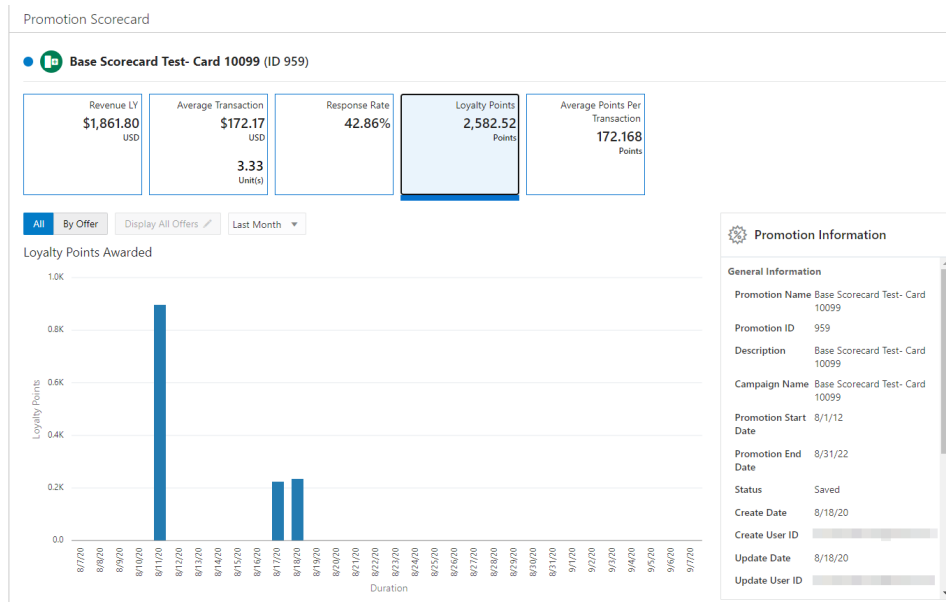 Promotion Scorecard
Base Scorecard Test- Card 10099 (ID 959)
Revenue LY
$1,861.80
USD
Average Transaction
$172.17
USD
3.33
Unit(s)
Response Rate
42.86%
Loyalty Points
2,582.52
Points
Average Points Per
Transaction
172.168
Points
All
By Offer
Display All Offers
Last Month
Loyalty Points Awarded
1.0K
0.8K
0.6K
0.4K
0.2K
0.0
Loyalty Points
8/7/20
8/8/20
8/9/20
8/10/20
8/11/20
8/12/20
8/13/20
8/14/20
8/15/20
8/16/20
8/17/20
8/18/20
8/19/20
8/20/20
8/21/20
8/22/20
8/23/20
8/24/20
8/25/20
8/26/20
8/27/20
8/28/20
8/29/20
8/30/20
8/31/20
9/1/20
9/2/20
9/3/20
9/4/20
9/5/20
9/6/20
9/7/20
Duration
Promotion Information
General Information
Promotion Name Base Scorecard Test- Card
10099
Promotion ID 959
Description Base Scorecard Test- Card
10099
Campaign Name Base Scorecard Test- Card
10099
Promotion Start 8/1/12
Date
Promotion End 8/31/22
Date
Status Saved
Create Date 8/18/20
Create User ID
Update Date 8/18/20
Update User ID